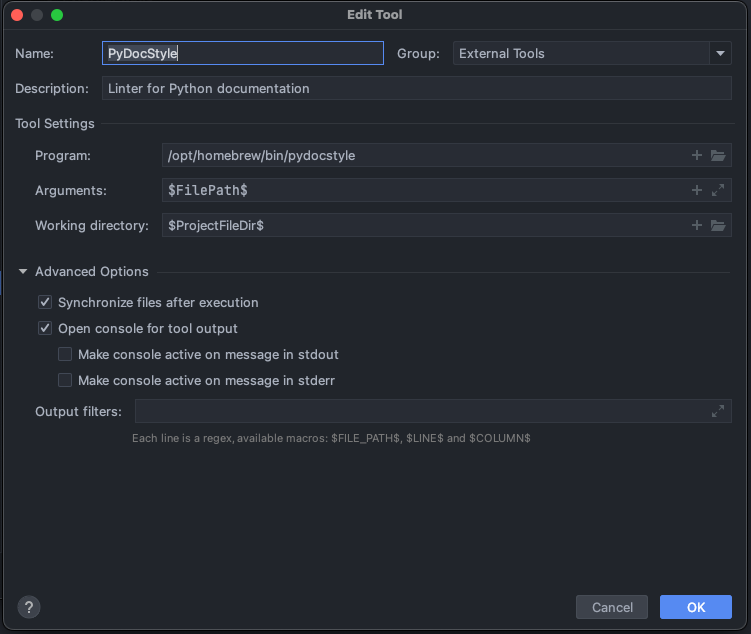 Edit Tool
Name: PyDocStyle Group: External Tools
Description: Linter for Python documentation
Tool Settings
Program: /opt/homebrew/bin/pydocstyle
Arguments: $FilePath$
Working directory: $ProjectFileDir$
Advanced Options
Synchronize files after execution
Open console for tool output
Make console active on message in stdout
Make console active on message in stderr
Output filters:
Each line is a regex, available macros: $FILE_PATH$, $LINE$ and $COLUMN$
? Cancel OK